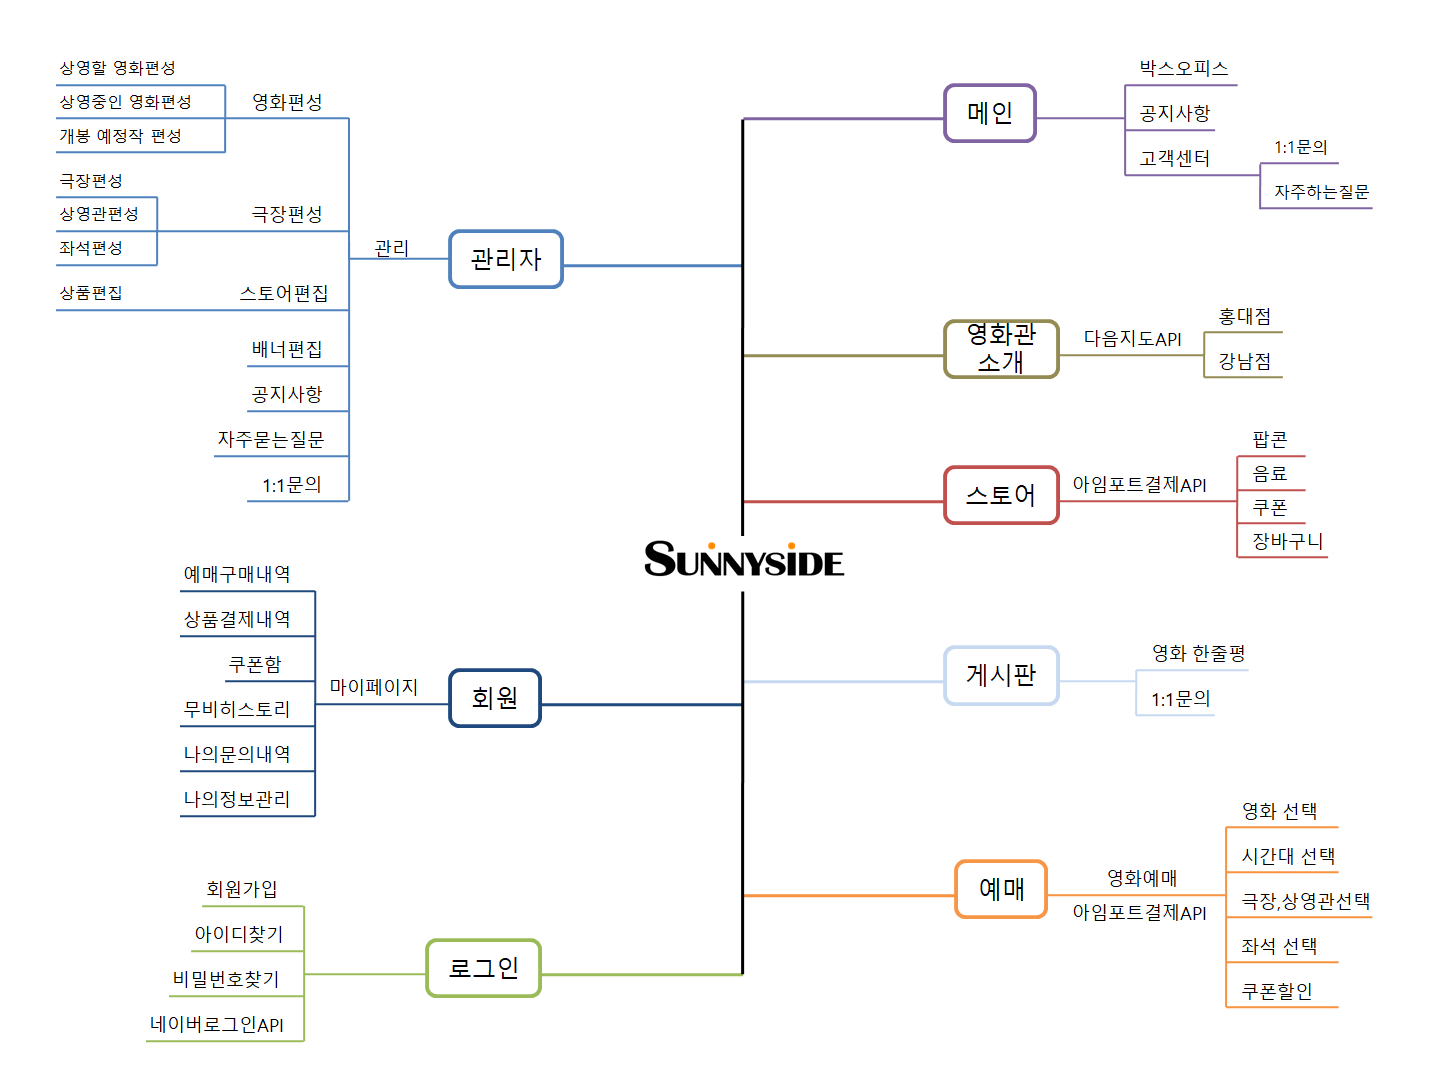 상영할 영화편성
상영중인 영화편성
개봉 예정작 편성
영화편성
극장편성
상영관편성
좌석편성
극장편성
상품편집
스토어편집
배너편집
공지사항
자주묻는질문
1:1문의
관리
관리자
예매구매내역
상품결제내역
쿠폰함
무비히스토리
나의문의내역
나의정보관리
마이페이지
회원
회원가입
아이디찾기
비밀번호찾기
네이버로그인API
로그인
SUNNYSIDE
메인
박스오피스
공지사항
고객센터
1:1문의
자주하는질문
영화관
소개
다음지도API
홍대점
강남점
스토어
아임포트결제API
팝콘
음료
쿠폰
장바구니
게시판
영화 한줄평
1:1문의
예매
영화예매
아임포트결제API
영화 선택
시간대 선택
극장,상영관선택
좌석 선택
쿠폰할인